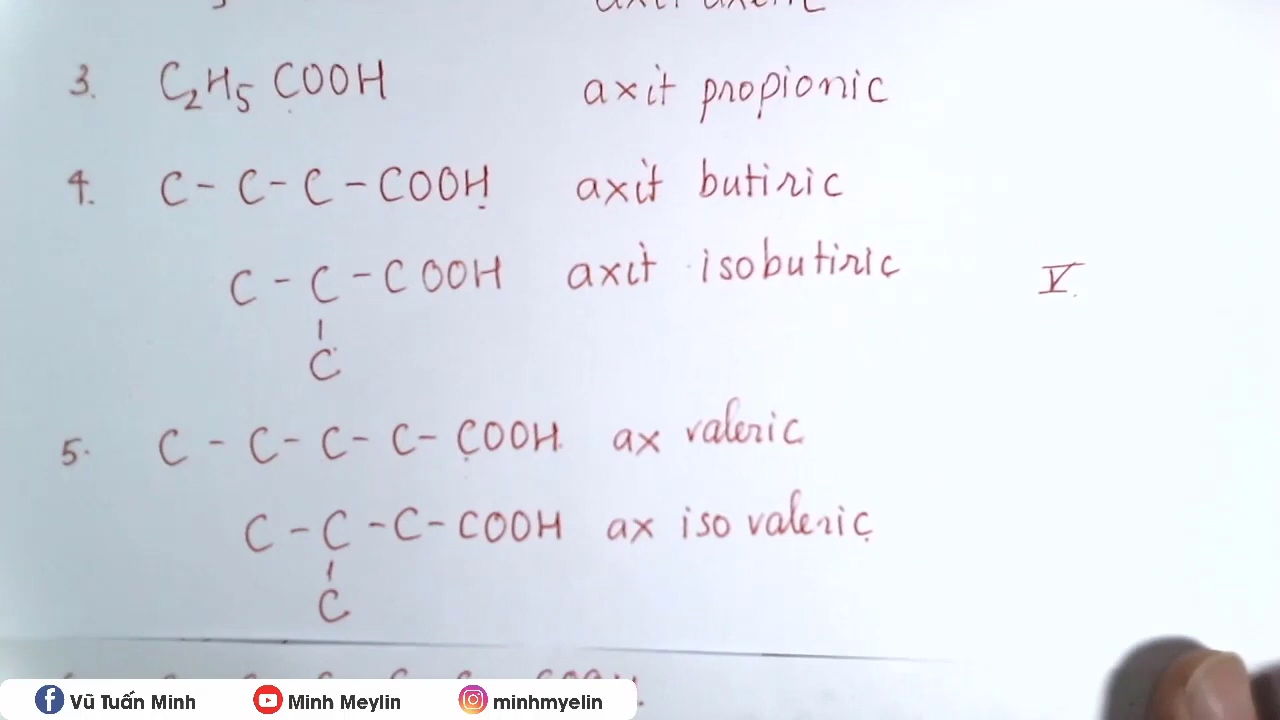 3. C2H5 COOH axit propionic
4. C - C - C - COOH axit butiric
C - C - COOH axit isobutiric V.
C
5. C - C - C - C - COOH ax valeric
C - C - C - COOH ax iso valeric
C
Vũ Tuấn Minh Minh Meylin minhmyelin